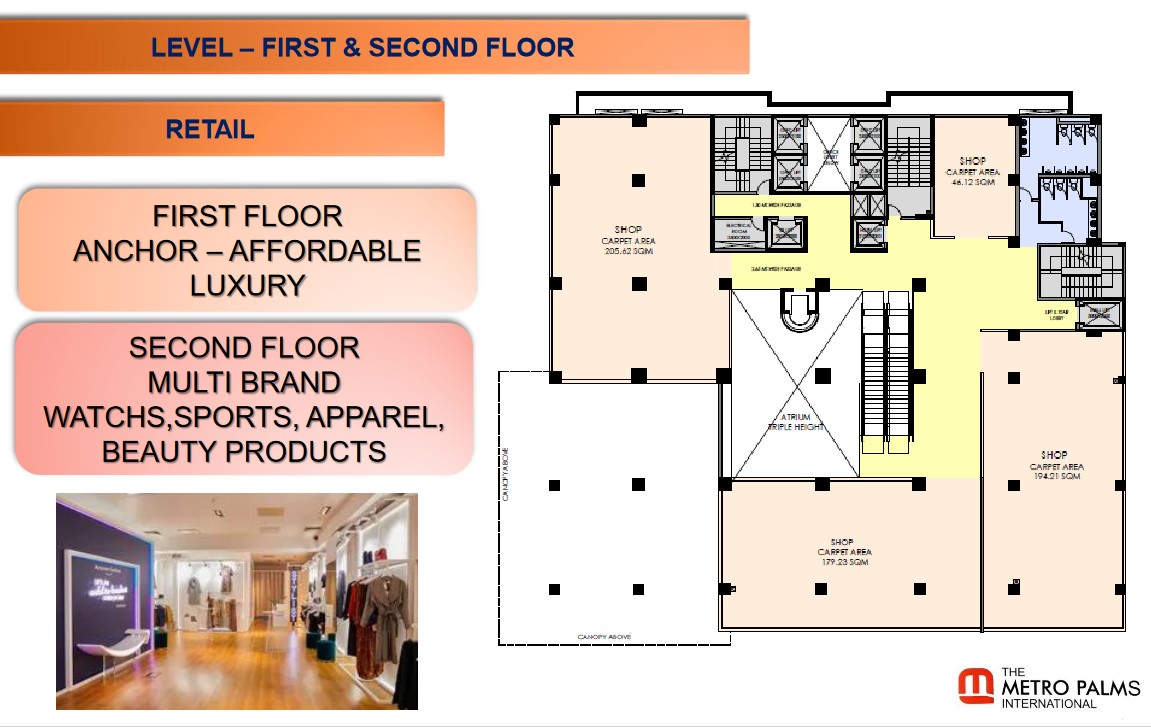 LEVEL – FIRST & SECOND FLOOR
RETAIL
FIRST FLOOR
ANCHOR – AFFORDABLE
LUXURY
SECOND FLOOR
MULTI BRAND
WATCHS,SPORTS, APPAREL,
BEAUTY PRODUCTS
SHOP
CARPET AREA
46.12 SQM
SHOP
CARPET AREA
205.62 SQM
ELECTRICAL
ROOM
ATRIUM
TRIPLE HEIGHT
CANOPY ABOVE
SHOP
CARPET AREA
194.21 SQM
SHOP
CARPET AREA
179.23 SQM
CANOPY ABOVE
THE
METRO PALMS
INTERNATIONAL